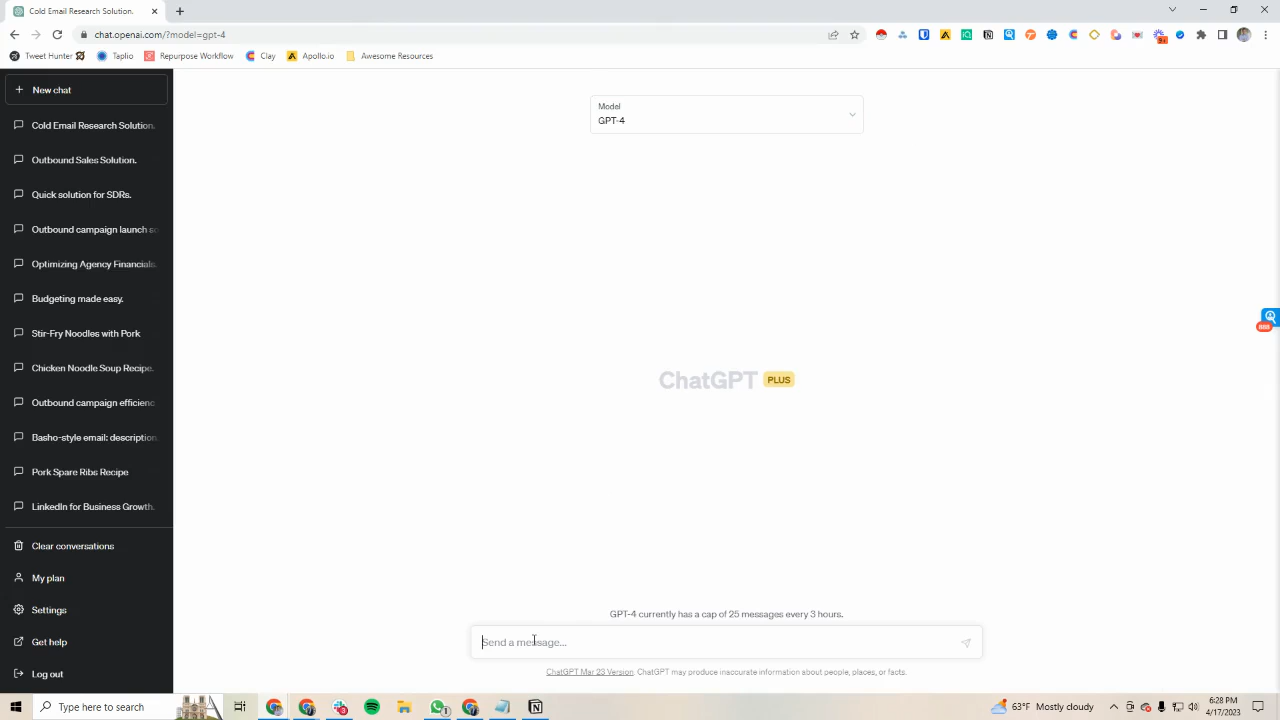 Cold Email Research Solution.
chat.openai.com/?model=gpt-4
9+
Tweet Hunter
Taplio
Repurpose Workflow
Clay
Apollo.io
Awesome Resources
New chat
Cold Email Research Solution.
Outbound Sales Solution.
Quick solution for SDRs.
Outbound campaign launch so
Optimizing Agency Financials.
Budgeting made easy.
Stir-Fry Noodles with Pork
Chicken Noodle Soup Recipe.
Outbound campaign efficienc
Basho-style email: description.
Pork Spare Ribs Recipe
LinkedIn for Business Growth.
Clear conversations
My plan
Settings
Get help
Log out
Model
GPT-4
ChatGPT PLUS
GPT-4 currently has a cap of 25 messages every 3 hours.
Send a message...
ChatGPT Mar 23 Version. ChatGPT may produce inaccurate information about people, places, or facts.
Type here to search
63°F Mostly cloudy
6:28 PM
4/17/2023